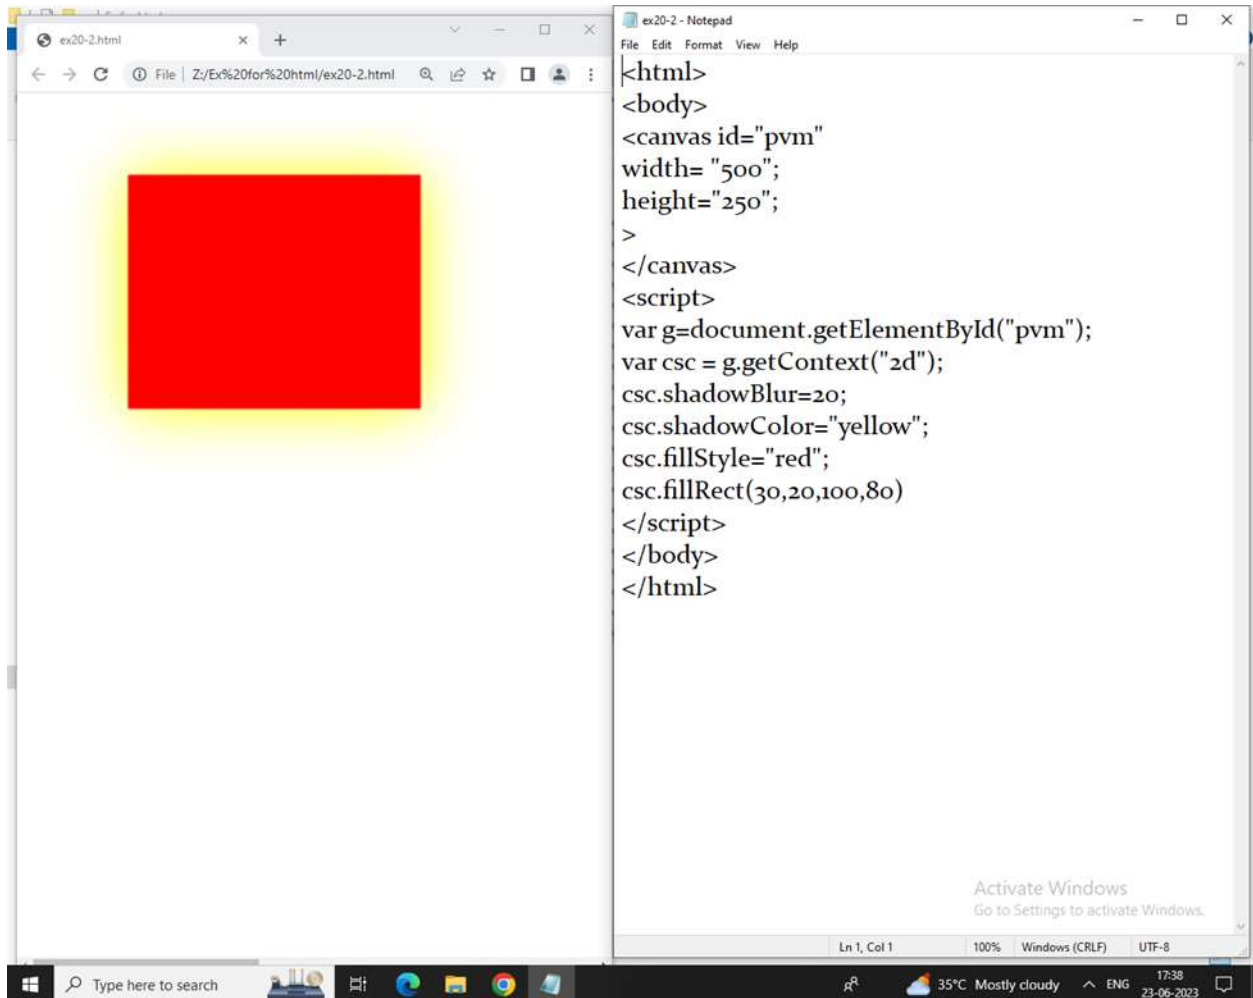 ex20-2.html
File Z:/Ex%20for%20html/ex20-2.html
ex20-2 - Notepad
File Edit Format View Help
<html>
<body>
<canvas id="pvm"
width= "500";
height="250";
>
</canvas>
<script>
var g=document.getElementById("pvm");
var csc = g.getContext("2d");
csc.shadowBlur=20;
csc.shadowColor="yellow";
csc.fillStyle="red";
csc.fillRect(30,20,100,80)
</script>
</body>
</html>
Activate Windows
Go to Settings to activate Windows.
Ln 1, Col 1 100% Windows (CRLF) UTF-8
Type here to search
35°C Mostly cloudy ENG
17:38
23-06-2023